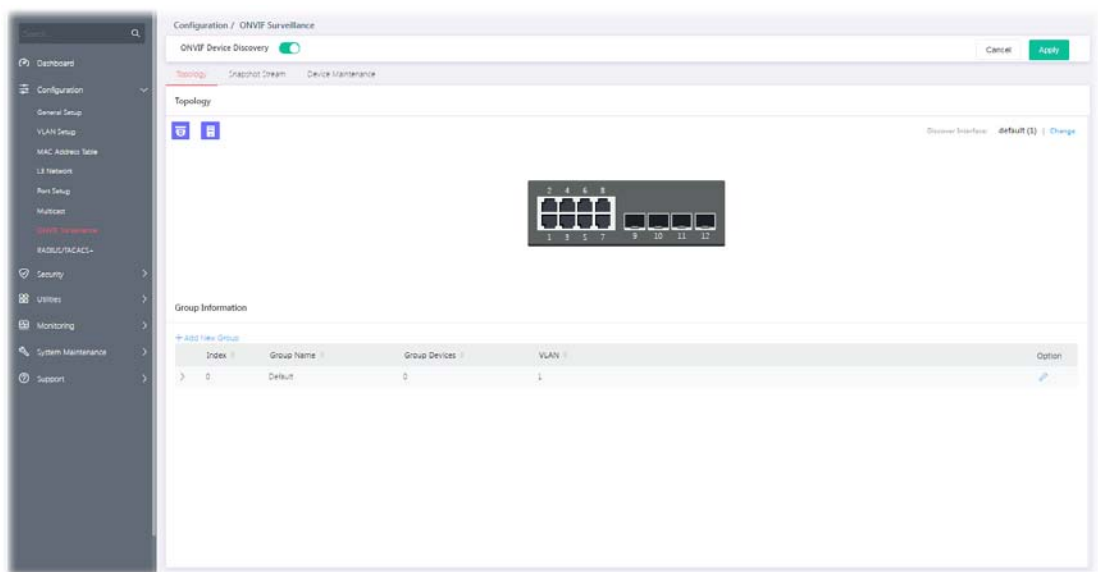 Search...
Dashboard
Configuration
General Setup
VLAN Setup
MAC Address Table
L3 Network
Port Setup
Multicast
ONVIF Surveillance
RADIUS/TACACS+
Security
Utilities
Monitoring
System Maintenance
Support
Configuration / ONVIF Surveillance
ONVIF Device Discovery
Cancel Apply
Topology Snapshot Stream Device Maintenance
Topology
Discover Interface: default (1) | Change
2 4 6 8
1 3 5 7 9 10 11 12
Group Information
+ Add New Group
Index Group Name Group Devices VLAN Option
0 Default 0 1